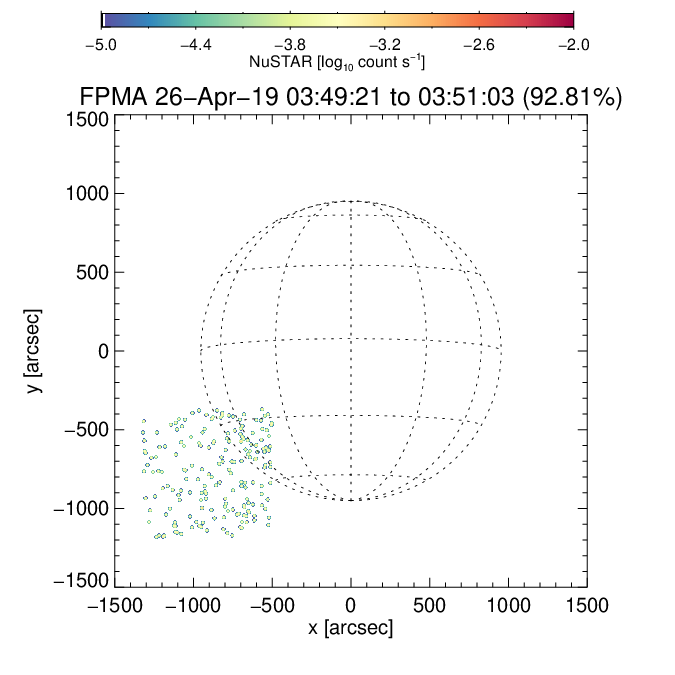 −5.0 −4.4 −3.8 −3.2 −2.6 −2.0
NuSTAR [log10 count s−1]
FPMA 26−Apr−19 03:49:21 to 03:51:03 (92.81%)
1500
1000
500
0
−500
−1000
−1500
y [arcsec]
−1500 −1000 −500 0 500 1000 1500
x [arcsec]